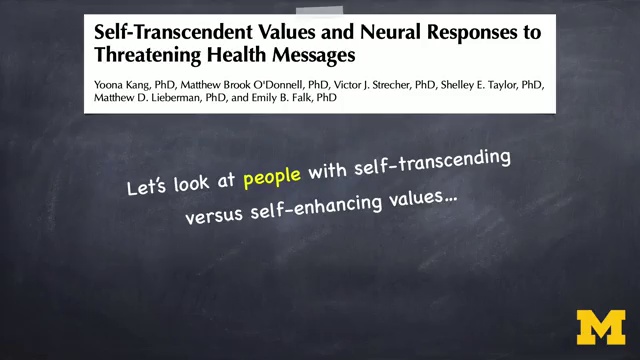 Self-Transcendent Values and Neural Responses to
Threatening Health Messages
Yoona Kang, PhD, Matthew Brook O'Donnell, PhD, Victor J. Strecher, PhD, Shelley E. Taylor, PhD,
Matthew D. Lieberman, PhD, and Emily B. Falk, PhD
Let's look at people with self-transcending
versus self-enhancing values...
M